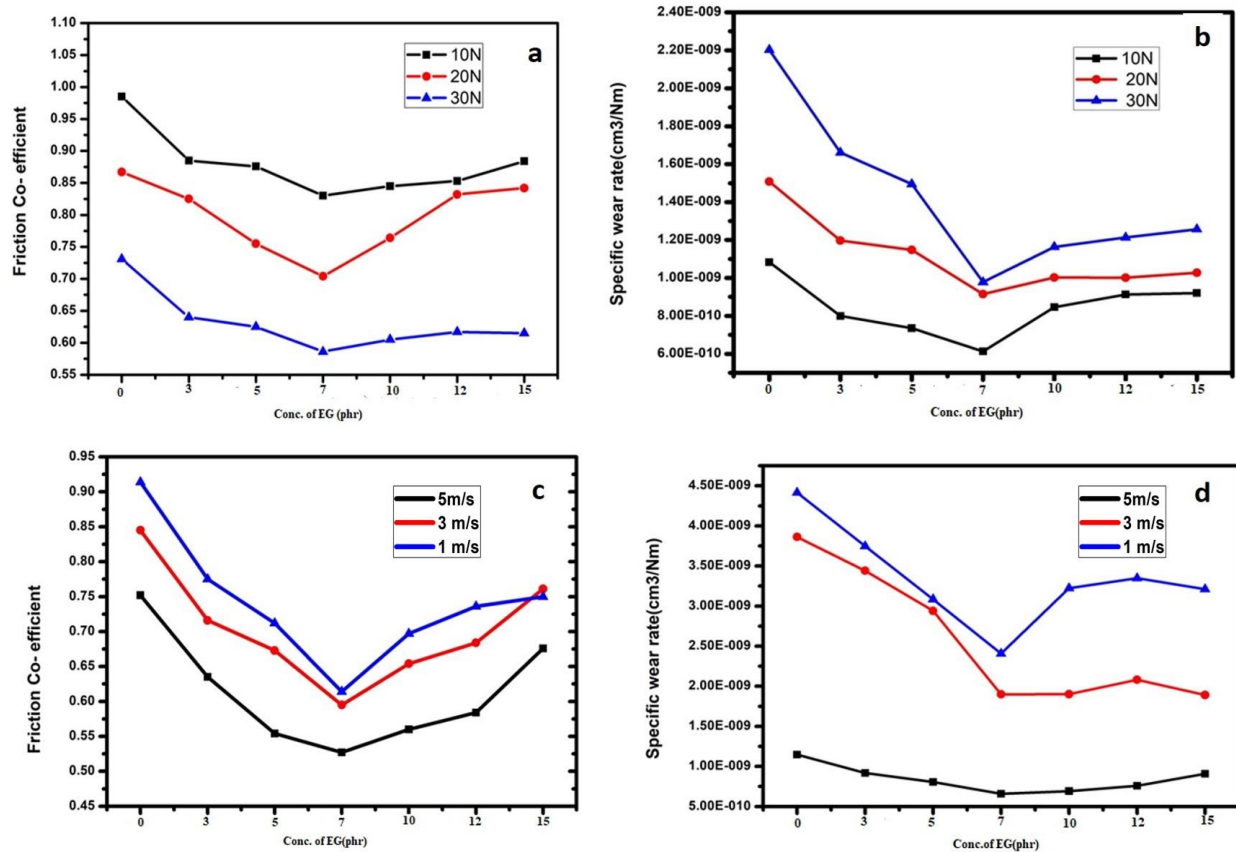 a
10N
20N
30N
1.10
1.05
1.00
0.95
0.90
0.85
0.80
0.75
0.70
0.65
0.60
0.55
Friction Co- efficient
0 3 5 7 10 12 15
Conc. of EG (phr)
b
10N
20N
30N
2.40E-009
2.20E-009
2.00E-009
1.80E-009
1.60E-009
1.40E-009
1.20E-009
1.00E-009
8.00E-010
6.00E-010
Specific wear rate(cm3/Nm)
0 3 5 7 10 12 15
Conc. of EG(phr)
c
5m/s
3 m/s
1 m/s
0.95
0.90
0.85
0.80
0.75
0.70
0.65
0.60
0.55
0.50
0.45
Friction Co- efficient
0 3 5 7 10 12 15
Conc. of EG(phr)
d
5m/s
3 m/s
1 m/s
4.50E-009
4.00E-009
3.50E-009
3.00E-009
2.50E-009
2.00E-009
1.50E-009
1.00E-009
5.00E-010
Specific wear rate(cm3/Nm)
0 3 5 7 10 12 15
Conc.of EG(phr)